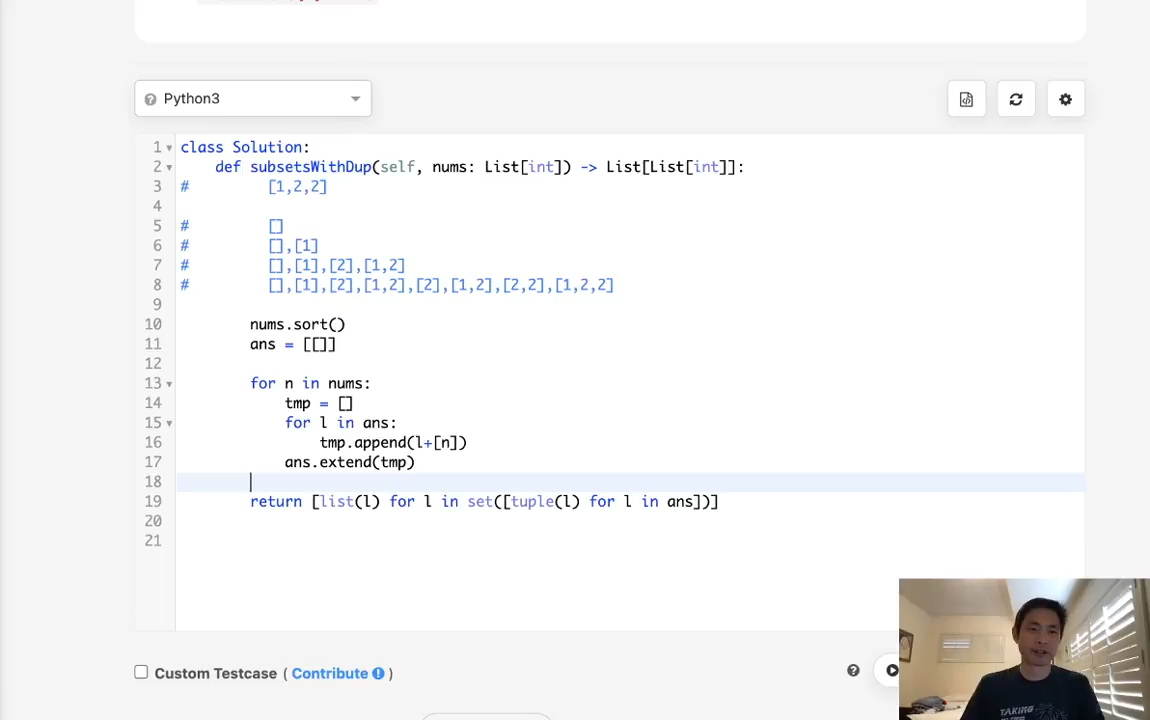 Python3
1 class Solution:
2 def subsetsWithDup(self, nums: List[int]) -> List[List[int]]:
3 # [1,2,2]
4
5 # []
6 # [],[1]
7 # [],[1],[2],[1,2]
8 # [],[1],[2],[1,2],[2],[1,2],[2,2],[1,2,2]
9
10 nums.sort()
11 ans = [[]]
12
13 for n in nums:
14 tmp = []
15 for l in ans:
16 tmp.append(l+[n])
17 ans.extend(tmp)
18
19 return [list(l) for l in set([tuple(l) for l in ans])]
20
21
Custom Testcase ( Contribute )
TAKING